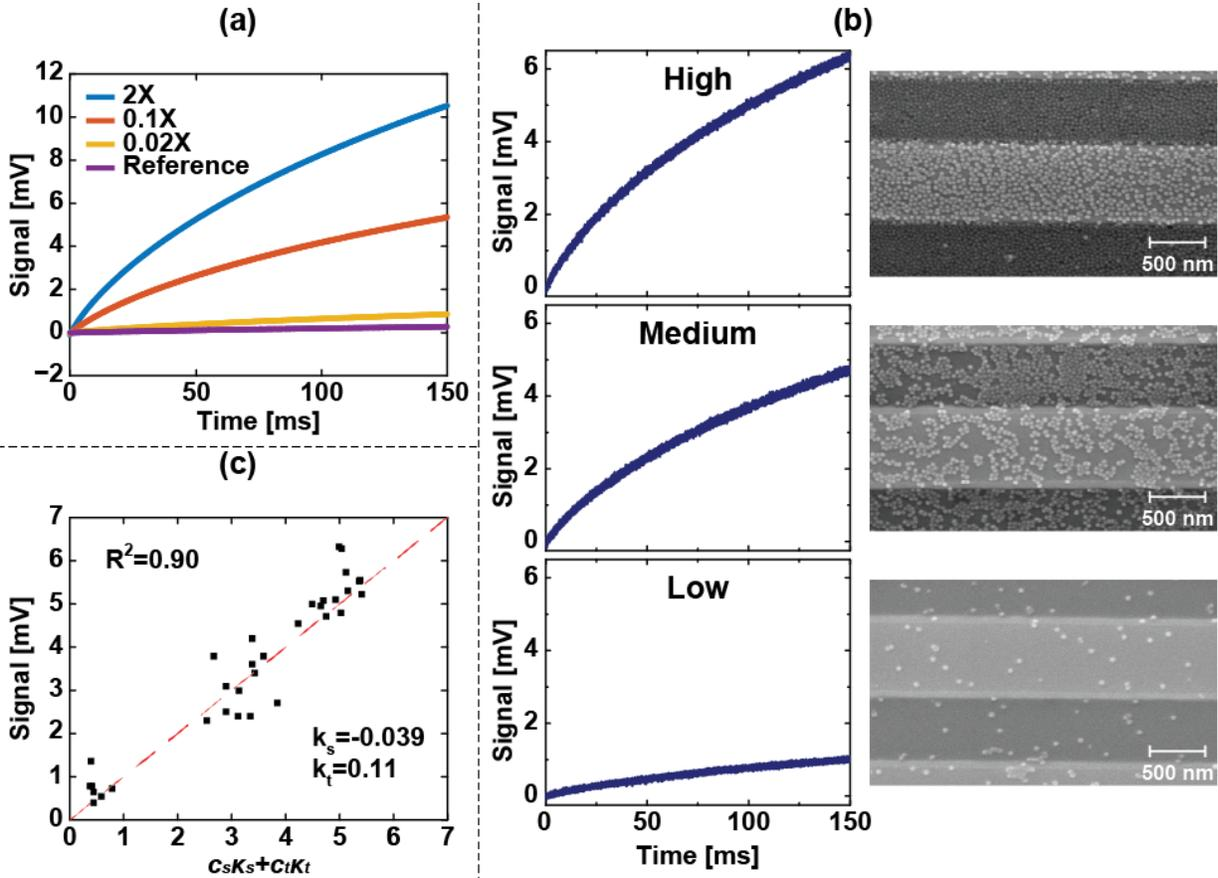 (a)
12
10
8
6
4
2
0
−2
Signal [mV]
2X
0.1X
0.02X
Reference
0 50 100 150
Time [ms]
(b)
6
4
2
0
Signal [mV]
High
500 nm
6
4
2
0
Signal [mV]
Medium
500 nm
6
4
2
0
Signal [mV]
Low
500 nm
0 50 100 150
Time [ms]
(c)
7
6
5
4
3
2
1
0
Signal [mV]
R²=0.90
kₛ=-0.039
kₜ=0.11
0 1 2 3 4 5 6 7
cₛκₛ+cₜκₜ